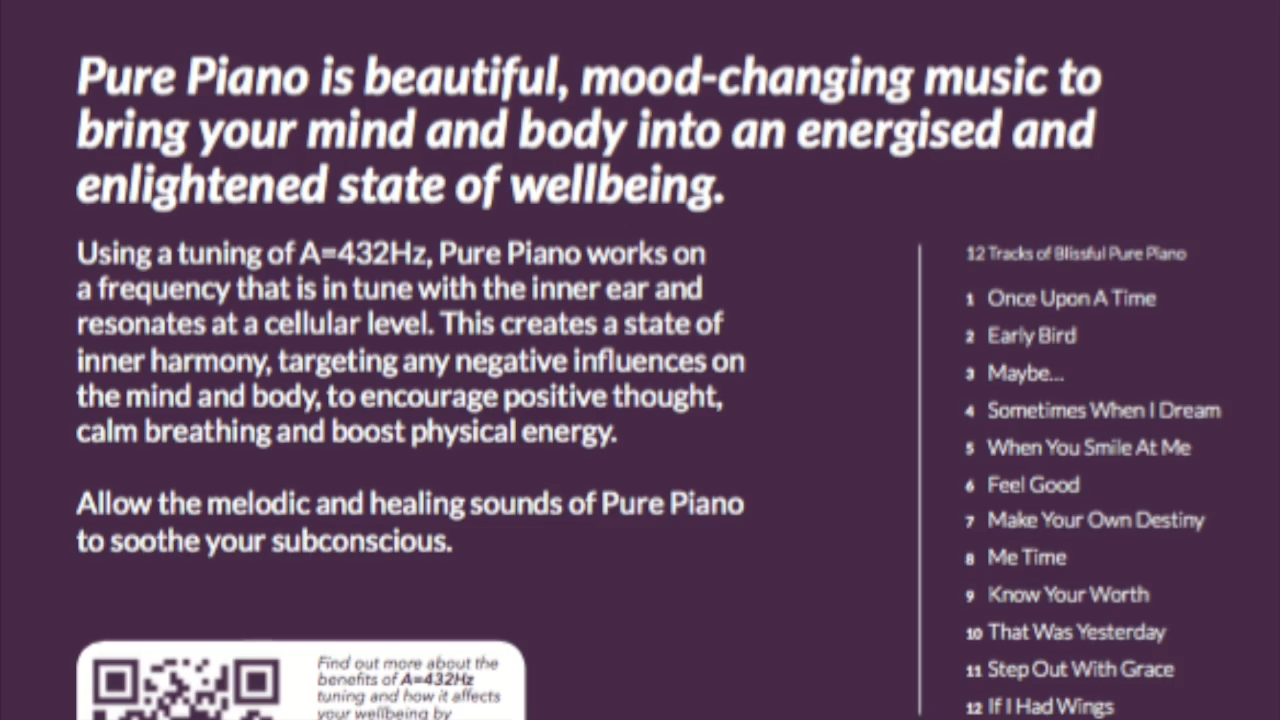 Pure Piano is beautiful, mood-changing music to
bring your mind and body into an energised and
enlightened state of wellbeing.
Using a tuning of A=432Hz, Pure Piano works on
a frequency that is in tune with the inner ear and
resonates at a cellular level. This creates a state of
inner harmony, targeting any negative influences on
the mind and body, to encourage positive thought,
calm breathing and boost physical energy.
Allow the melodic and healing sounds of Pure Piano
to soothe your subconscious.
Find out more about the
benefits of A=432Hz
tuning and how it affects
your wellbeing by
12 Tracks of Blissful Pure Piano
1 Once Upon A Time
2 Early Bird
3 Maybe...
4 Sometimes When I Dream
5 When You Smile At Me
6 Feel Good
7 Make Your Own Destiny
8 Me Time
9 Know Your Worth
10 That Was Yesterday
11 Step Out With Grace
12 If I Had Wings